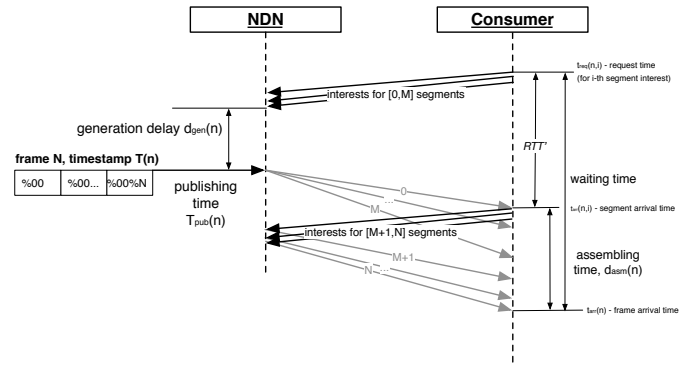 NDN
Consumer
treq(n,i) - request time
(for i-th segment interest)
interests for [0,M] segments
generation delay dgen(n)
RTT'
frame N, timestamp T(n)
%00
%00...
%00%N
publishing
time
Tpub(n)
0
...
M
waiting time
tarr(n,i) - segment arrival time
interests for [M+1,N] segments
M+1
N
...
assembling
time, dasm(n)
tarr(n) - frame arrival time